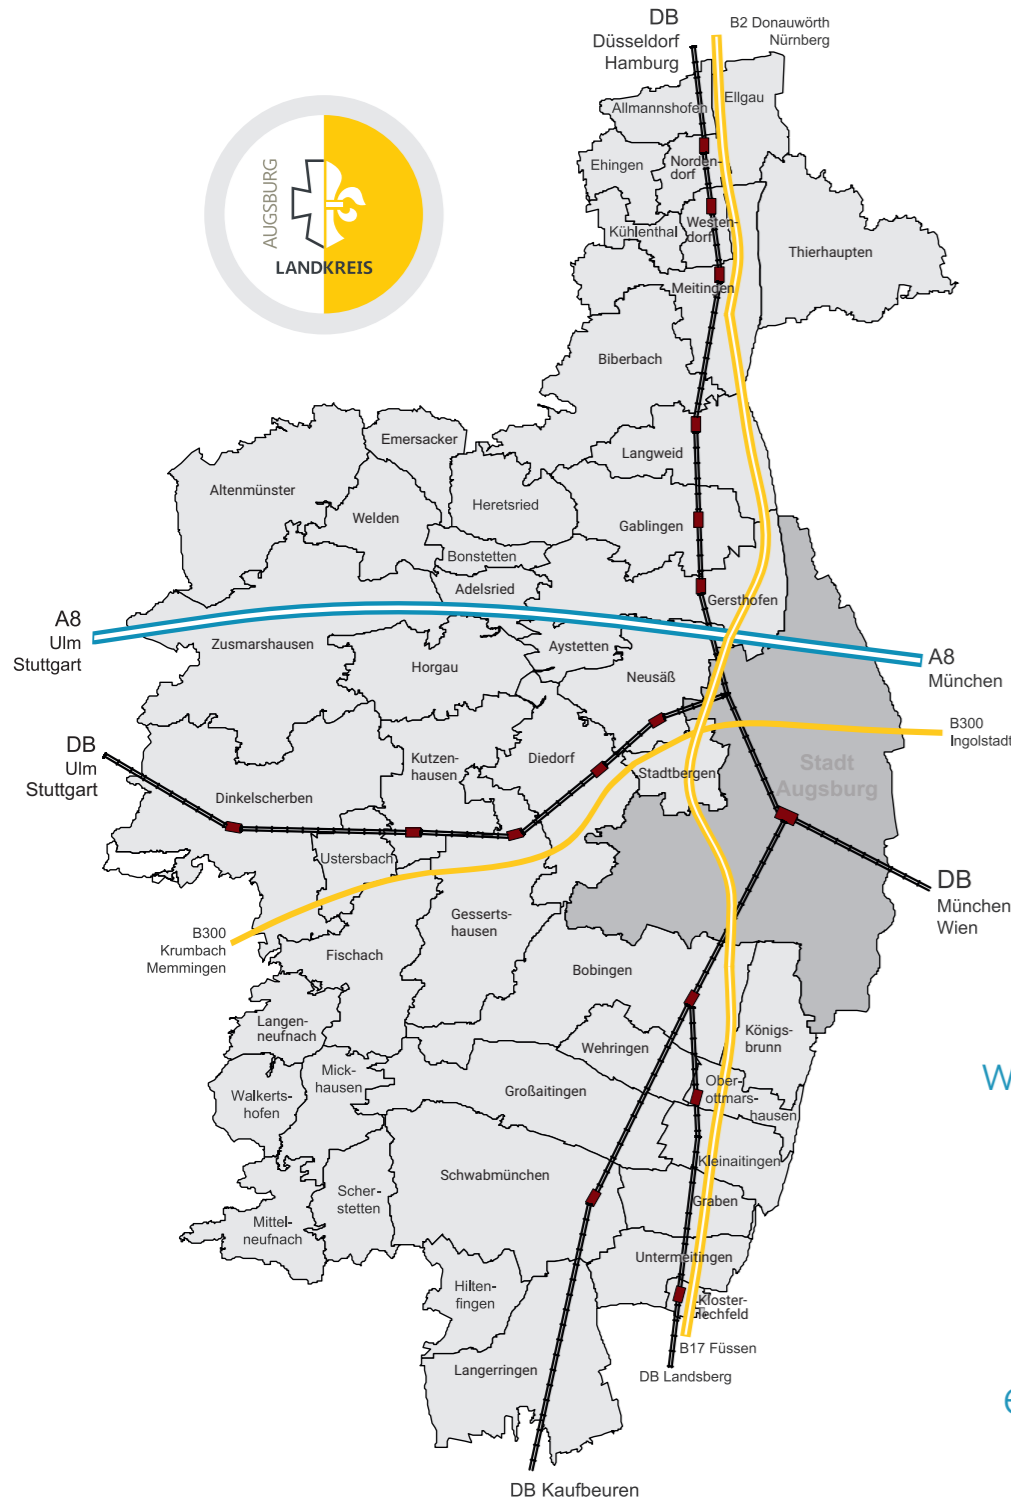 DB
Düsseldorf
Hamburg
B2 Donauwörth
Nürnberg
Allmannshofen
Ellgau
Ehingen
Norden-
dorf
AUGSBURG
LANDKREIS
Kühlenthal
Westen-
dorf
Thierhaupten
Meitingen
Biberbach
Emersacker
Langweid
Altenmünster
Heretsried
Welden
Gablingen
Bonstetten
Adelsried
Gersthofen
A8
Ulm
Stuttgart
Zusmarshausen
Horgau
Aystetten
Neusäß
A8
München
B300
Ingolstadt
DB
Ulm
Stuttgart
Kutzen-
hausen
Diedorf
Stadtbergen
Stadt
Augsburg
Dinkelscherben
Ustersbach
DB
München
Wien
Gesserts-
hausen
B300
Krumbach
Memmingen
Fischach
Bobingen
Langen-
neufnach
Königs-
brunn
Wehringen
Mick-
hausen
Großaitingen
Ober-
ottmars-
hausen
W
Walkerts-
hofen
Kleinaitingen
Schwabmünchen
Scher-
stetten
Graben
Mittel-
neufnach
Untermeitingen
Hilten-
fingen
Kloster-
lechfeld
B17 Füssen
Langerringen
DB Landsberg
e
DB Kaufbeuren